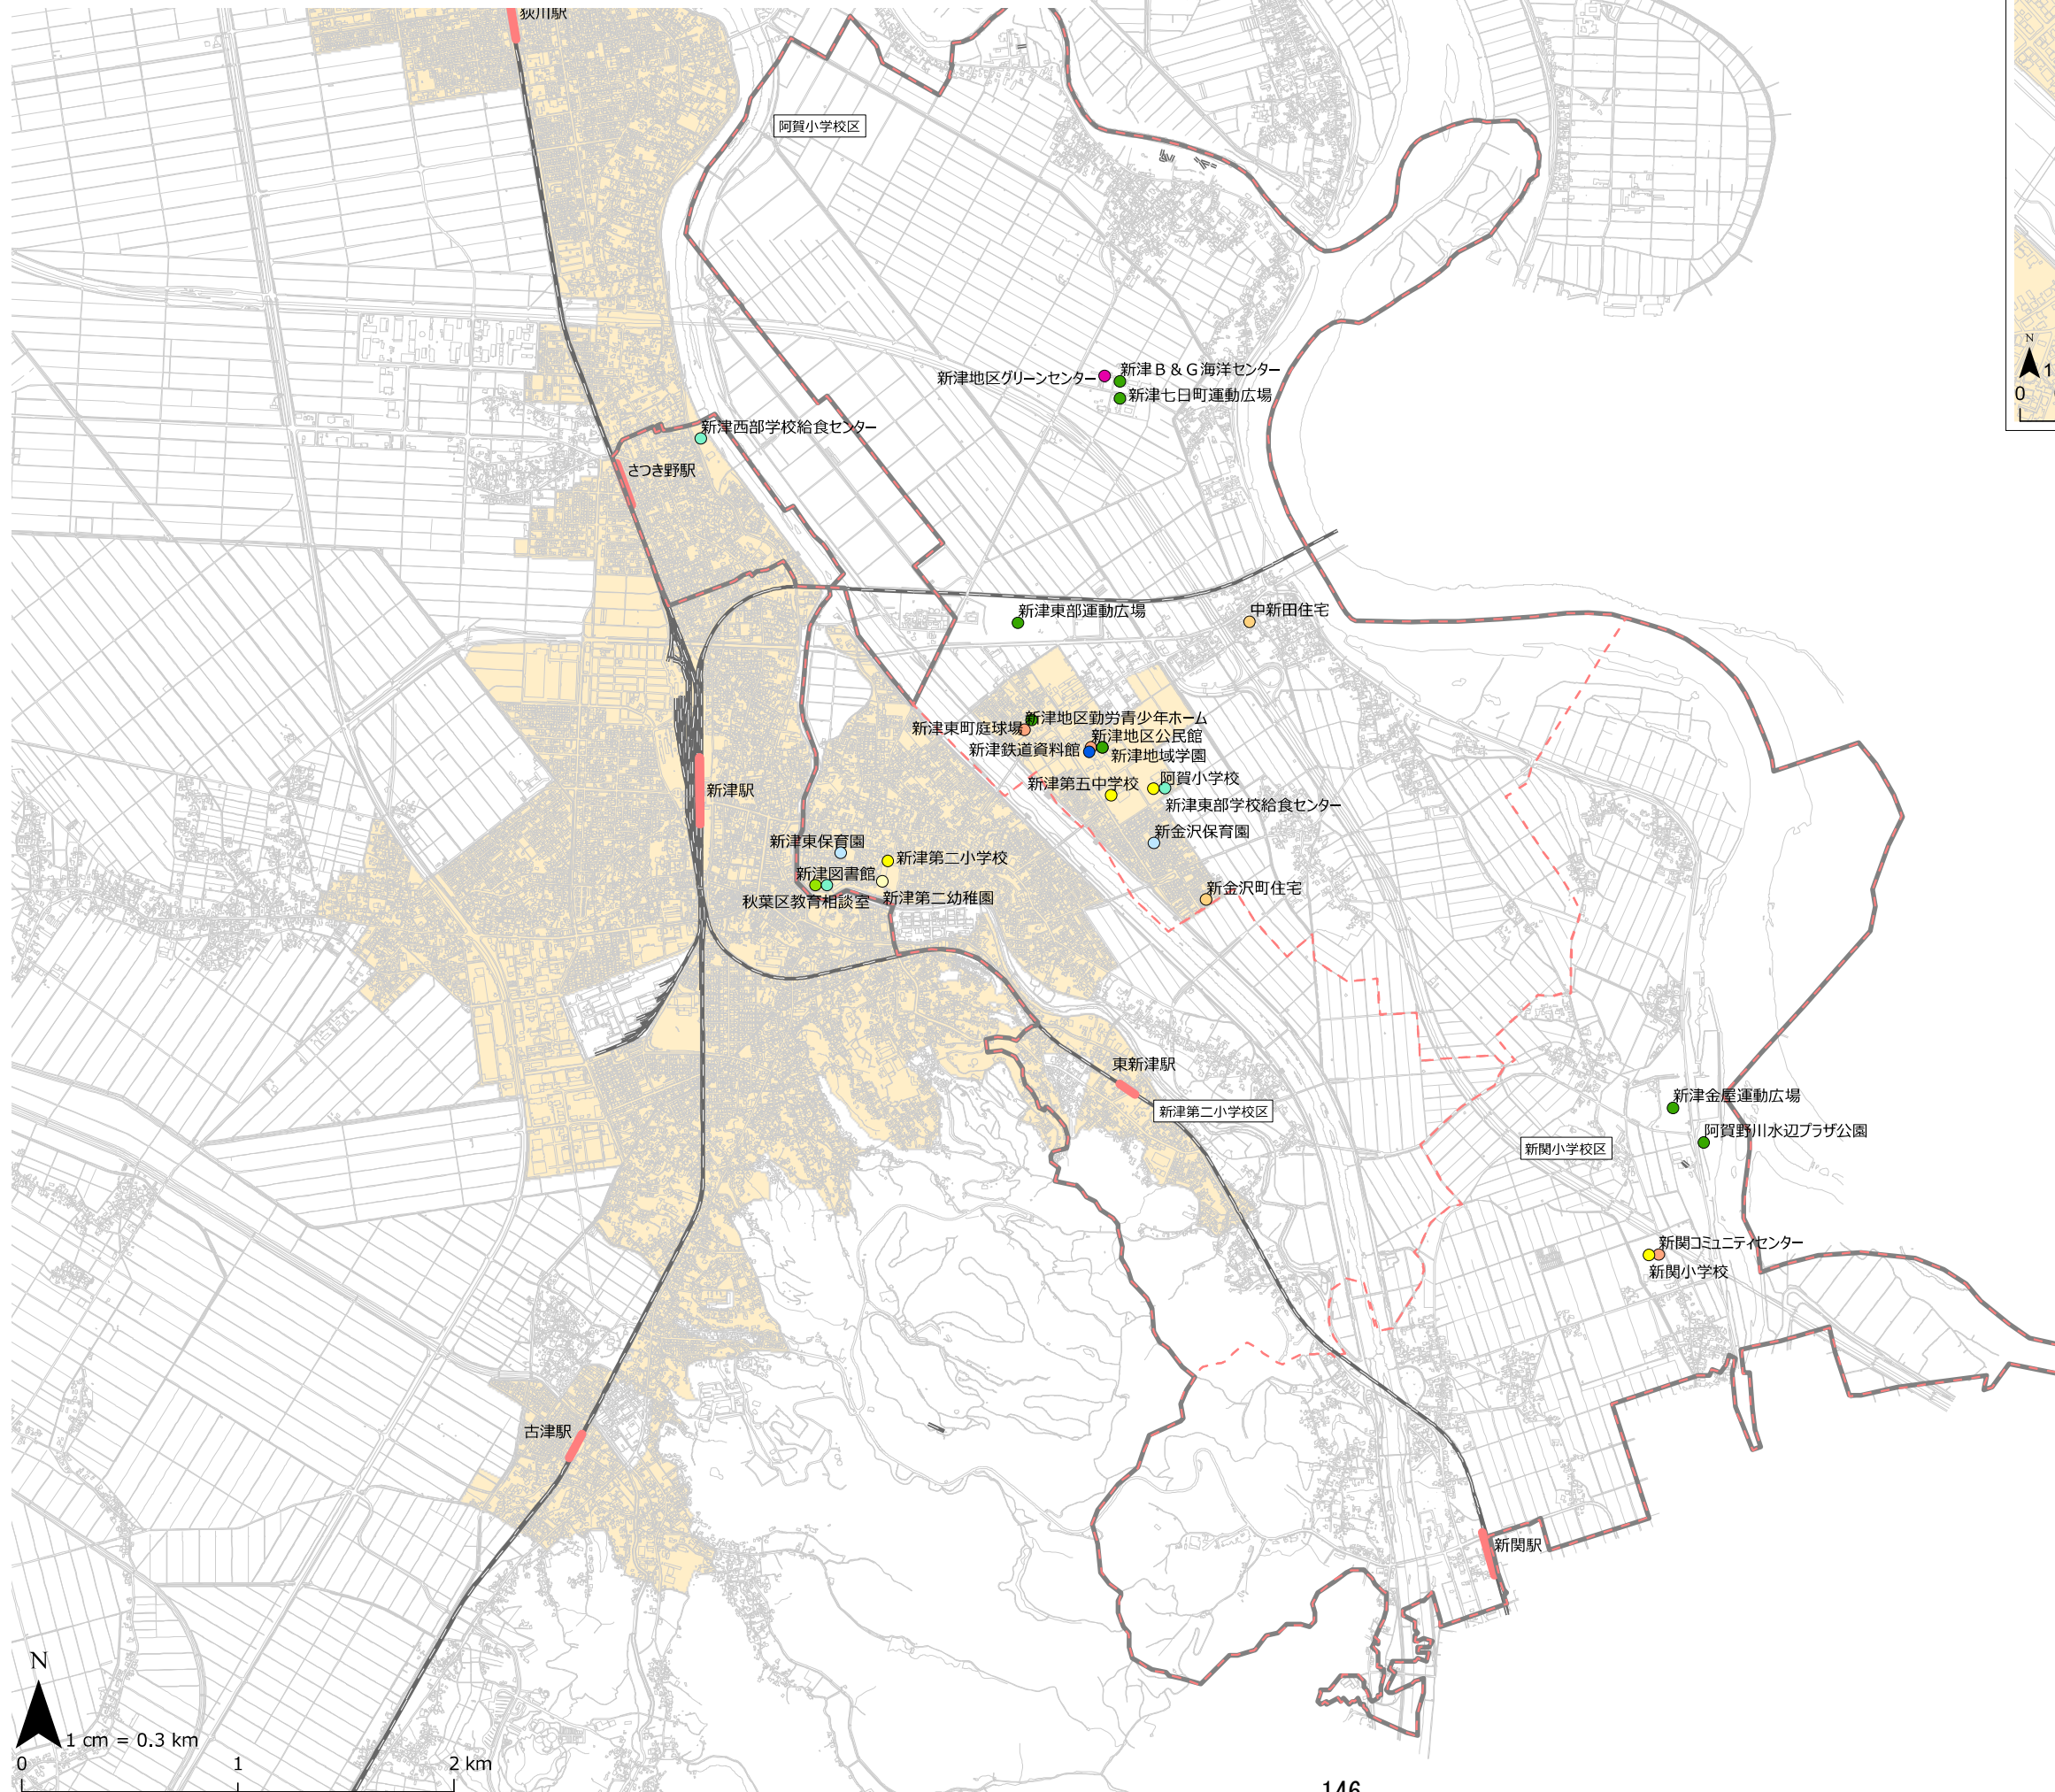 荻川駅
阿賀小学校区
新津地区グリーンセンター
新津Ｂ＆Ｇ海洋センター
新津七日町運動広場
新津西部学校給食センター
さつき野駅
新津東部運動広場
中新田住宅
新津地区勤労青少年ホーム
新津東町庭球場
新津地区公民館
新津鉄道資料館
新津地域学園
新津第五中学校
阿賀小学校
新津駅
新津東部学校給食センター
新金沢保育園
新津東保育園
新津第二小学校
新津図書館
新金沢町住宅
秋葉区教育相談室
新津第二幼稚園
東新津駅
新津第二小学校区
新津金屋運動広場
阿賀野川水辺プラザ公園
新関小学校区
新関コミュニティセンター
新関小学校
古津駅
新関駅
N
1 cm = 0.3 km
0 1 2 km
146
N
1
0